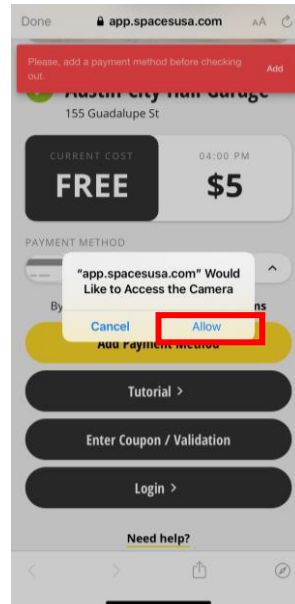 Done app.spacesusa.com AA
Please, add a payment method before checking
out. Add
Austin City Hall Garage
155 Guadalupe St
CURRENT COST
FREE
04:00 PM
$5
PAYMENT METHOD
"app.spacesusa.com" Would
Like to Access the Camera
By
ns
Cancel Allow
Add Payment Method
Tutorial >
Enter Coupon / Validation
Login >
Need help?